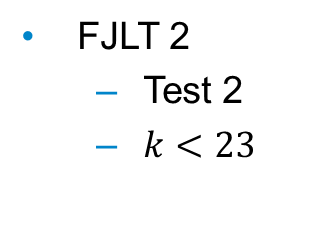 • FJLT 2
– Test 2
– k < 23